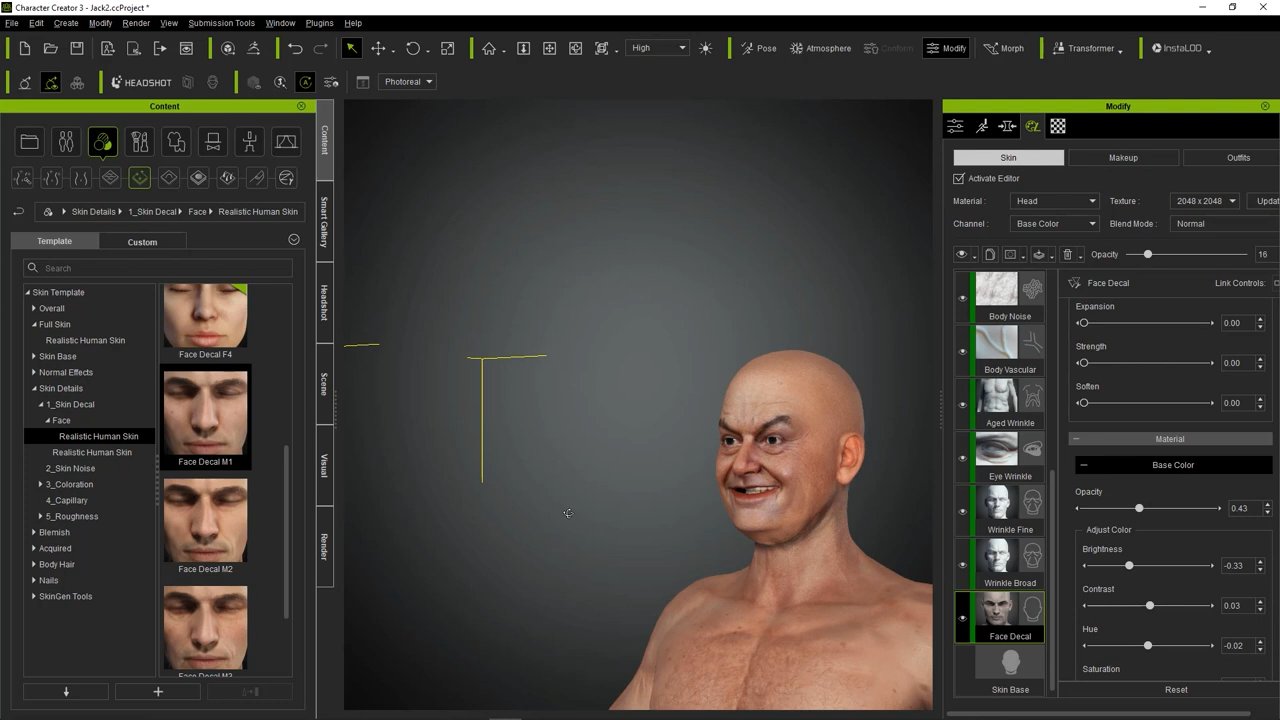 Character Creator 3 - Jack2.ccProject *
File Edit Create Modify Render View Submission Tools Window Plugins Help
High Pose Atmosphere Conform Modify Morph Transformer InstaLOD
HEADSHOT Photoreal
Content
Skin Details 1_Skin Decal Face Realistic Human Skin
Template Custom
Search
Skin Template
Overall
Full Skin
Realistic Human Skin
Skin Base
Normal Effects
Skin Details
1_Skin Decal
Face
Realistic Human Skin
Realistic Human Skin
2_Skin Noise
3_Coloration
4_Capillary
5_Roughness
Blemish
Acquired
Body Hair
Nails
SkinGen Tools
Face Decal F4
Face Decal M1
Face Decal M2
Face Decal M3
Content
Smart Gallery
Headshot
Scene
Visual
Render
Modify
Skin Makeup Outfits
Activate Editor
Material : Head Texture : 2048 x 2048 Updat
Channel : Base Color Blend Mode : Normal
Opacity 16
Body Noise
Body Vascular
Aged Wrinkle
Eye Wrinkle
Wrinkle Fine
Wrinkle Broad
Face Decal
Skin Base
Face Decal Link Controls:
Expansion
0.00
Strength
0.00
Soften
0.00
Material
Base Color
Opacity
0.43
Adjust Color
Brightness
-0.33
Contrast
0.03
Hue
-0.02
Saturation
Reset